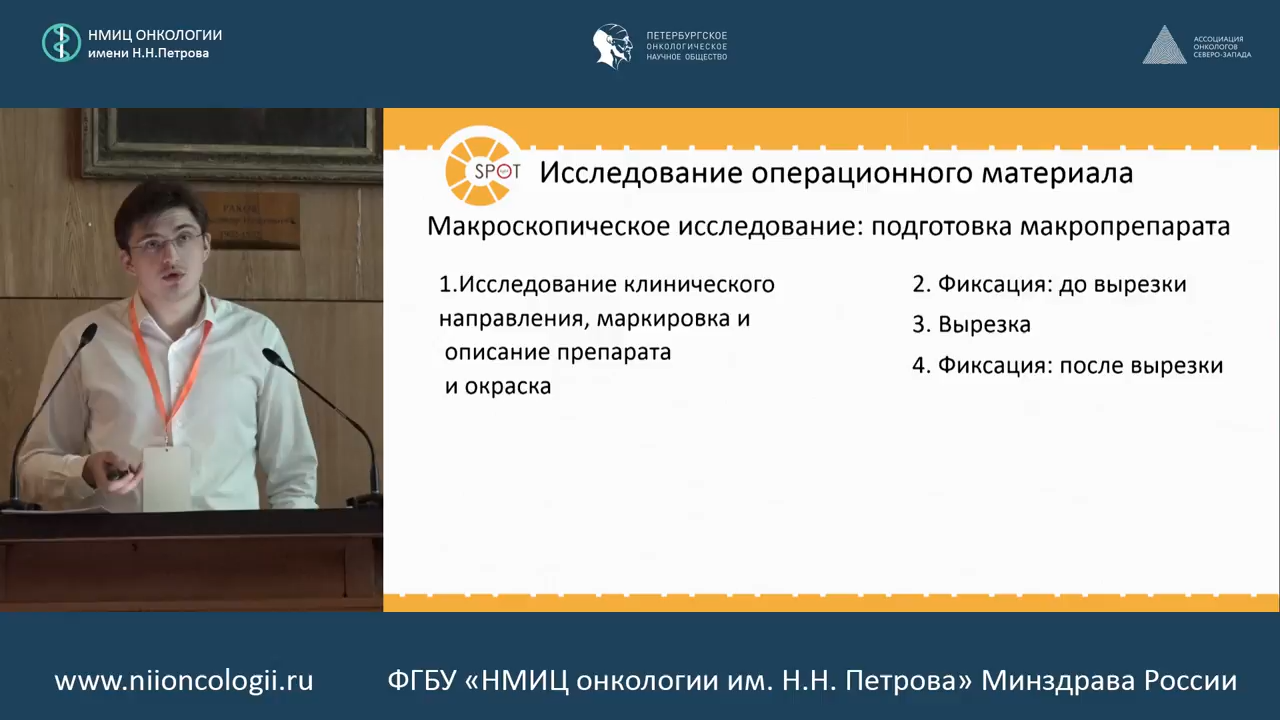 НМИЦ ОНКОЛОГИИ
имени Н.Н.Петрова
ПЕТЕРБУРГСКОЕ
ОНКОЛОГИЧЕСКОЕ
НАУЧНОЕ ОБЩЕСТВО
АССОЦИАЦИЯ
ОНКОЛОГОВ
СЕВЕРО-ЗАПАДА
SPOT
Исследование операционного материала
Макроскопическое исследование: подготовка макропрепарата
1.Исследование клинического
направления, маркировка и
описание препарата
и окраска
2. Фиксация: до вырезки
3. Вырезка
4. Фиксация: после вырезки
www.niioncologii.ru
ФГБУ «НМИЦ онкологии им. Н.Н. Петрова» Минздрава России